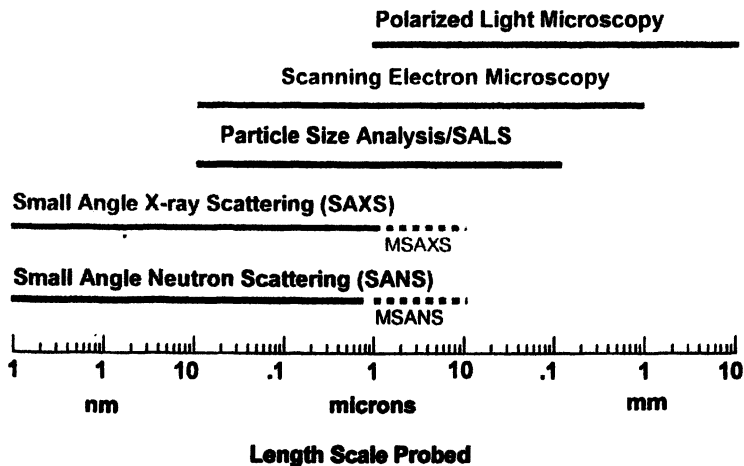 Polarized Light Microscopy
Scanning Electron Microscopy
Particle Size Analysis/SALS
Small Angle X-ray Scattering (SAXS)
MSAXS
Small Angle Neutron Scattering (SANS)
MSANS
1 1 10 .1 1 10 .1 1 10
nm microns mm
Length Scale Probed